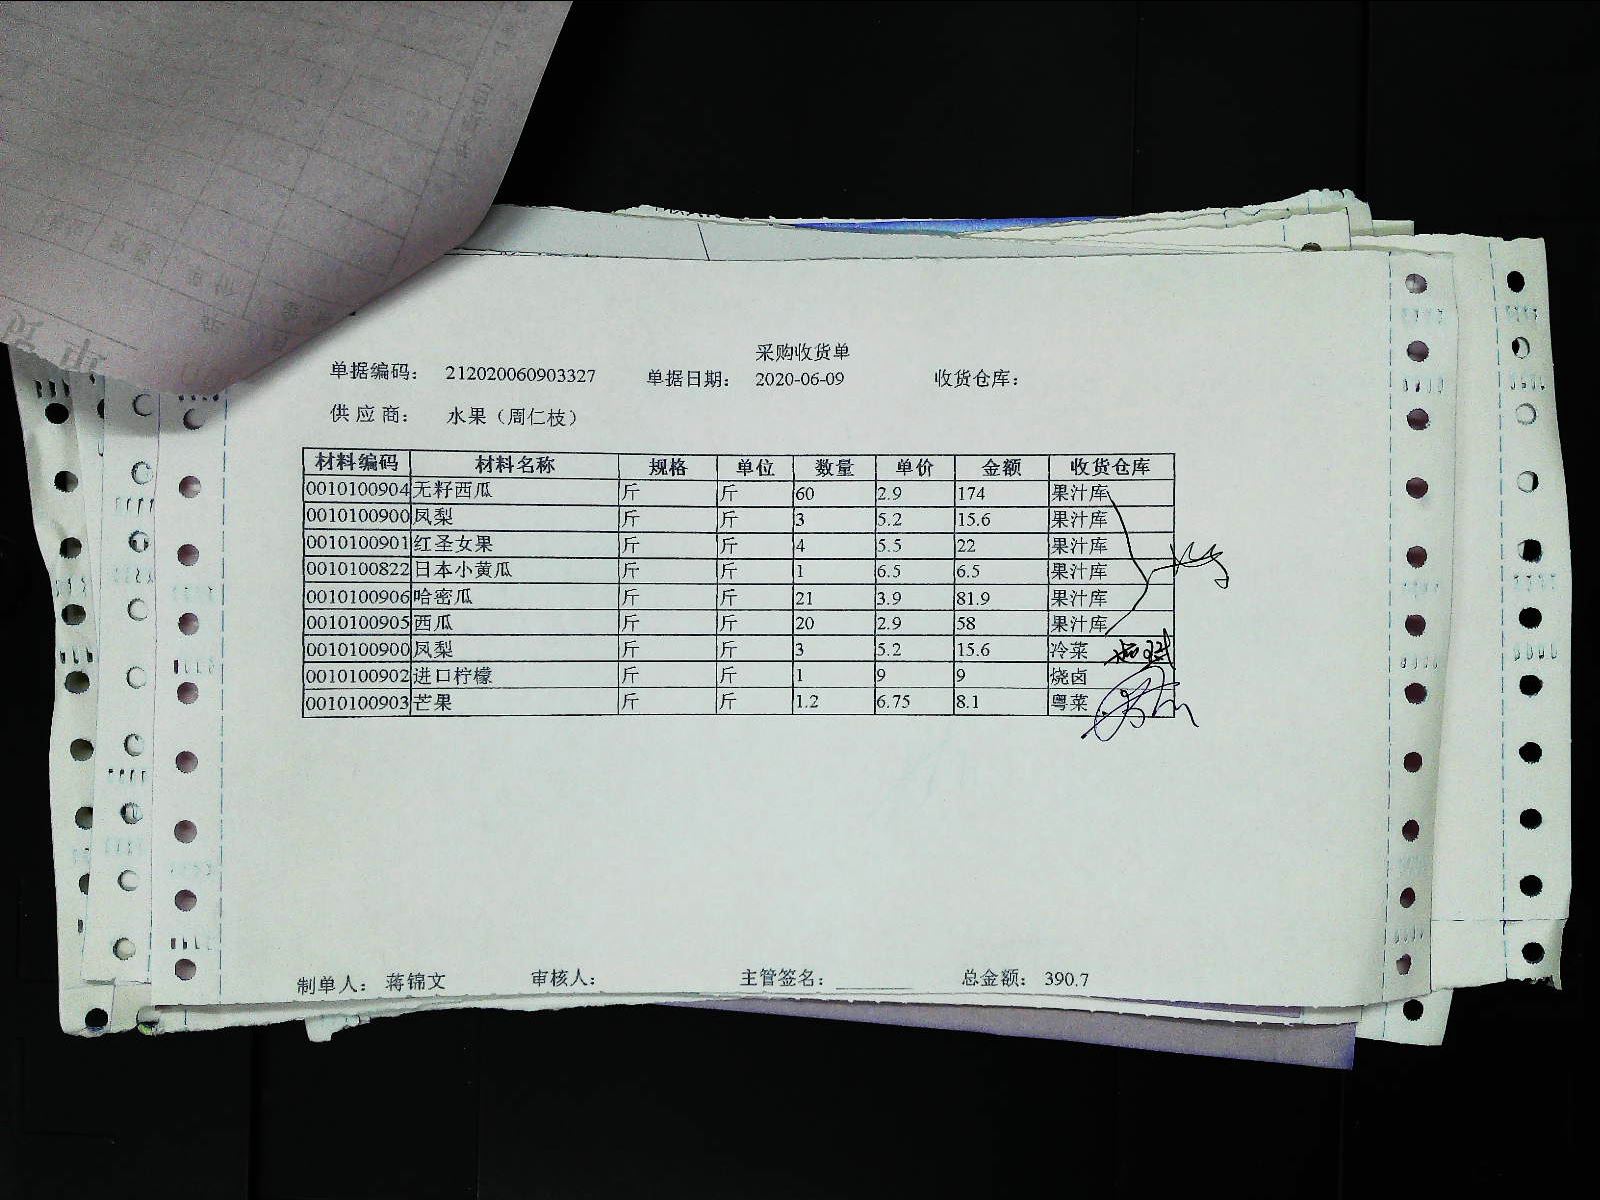 采购收货单
单据编码： 212020060903327 单据日期： 2020-06-09 收货仓库：
供应商： 水果（周仁枝）
材料编码 材料名称 规格 单位 数量 单价 金额 收货仓库
0010100904 无籽西瓜 斤 斤 60 2.9 174 果汁库
0010100900 凤梨 斤 斤 3 5.2 15.6 果汁库
0010100901 红圣女果 斤 斤 4 5.5 22 果汁库
0010100822 日本小黄瓜 斤 斤 1 6.5 6.5 果汁库
0010100906 哈密瓜 斤 斤 21 3.9 81.9 果汁库
0010100905 西瓜 斤 斤 20 2.9 58 果汁库
0010100900 凤梨 斤 斤 3 5.2 15.6 冷菜
0010100902 进口柠檬 斤 斤 1 9 9 烧卤
0010100903 芒果 斤 斤 1.2 6.75 8.1 粤菜
制单人： 蒋锦文 审核人： 主管签名： 总金额： 390.7